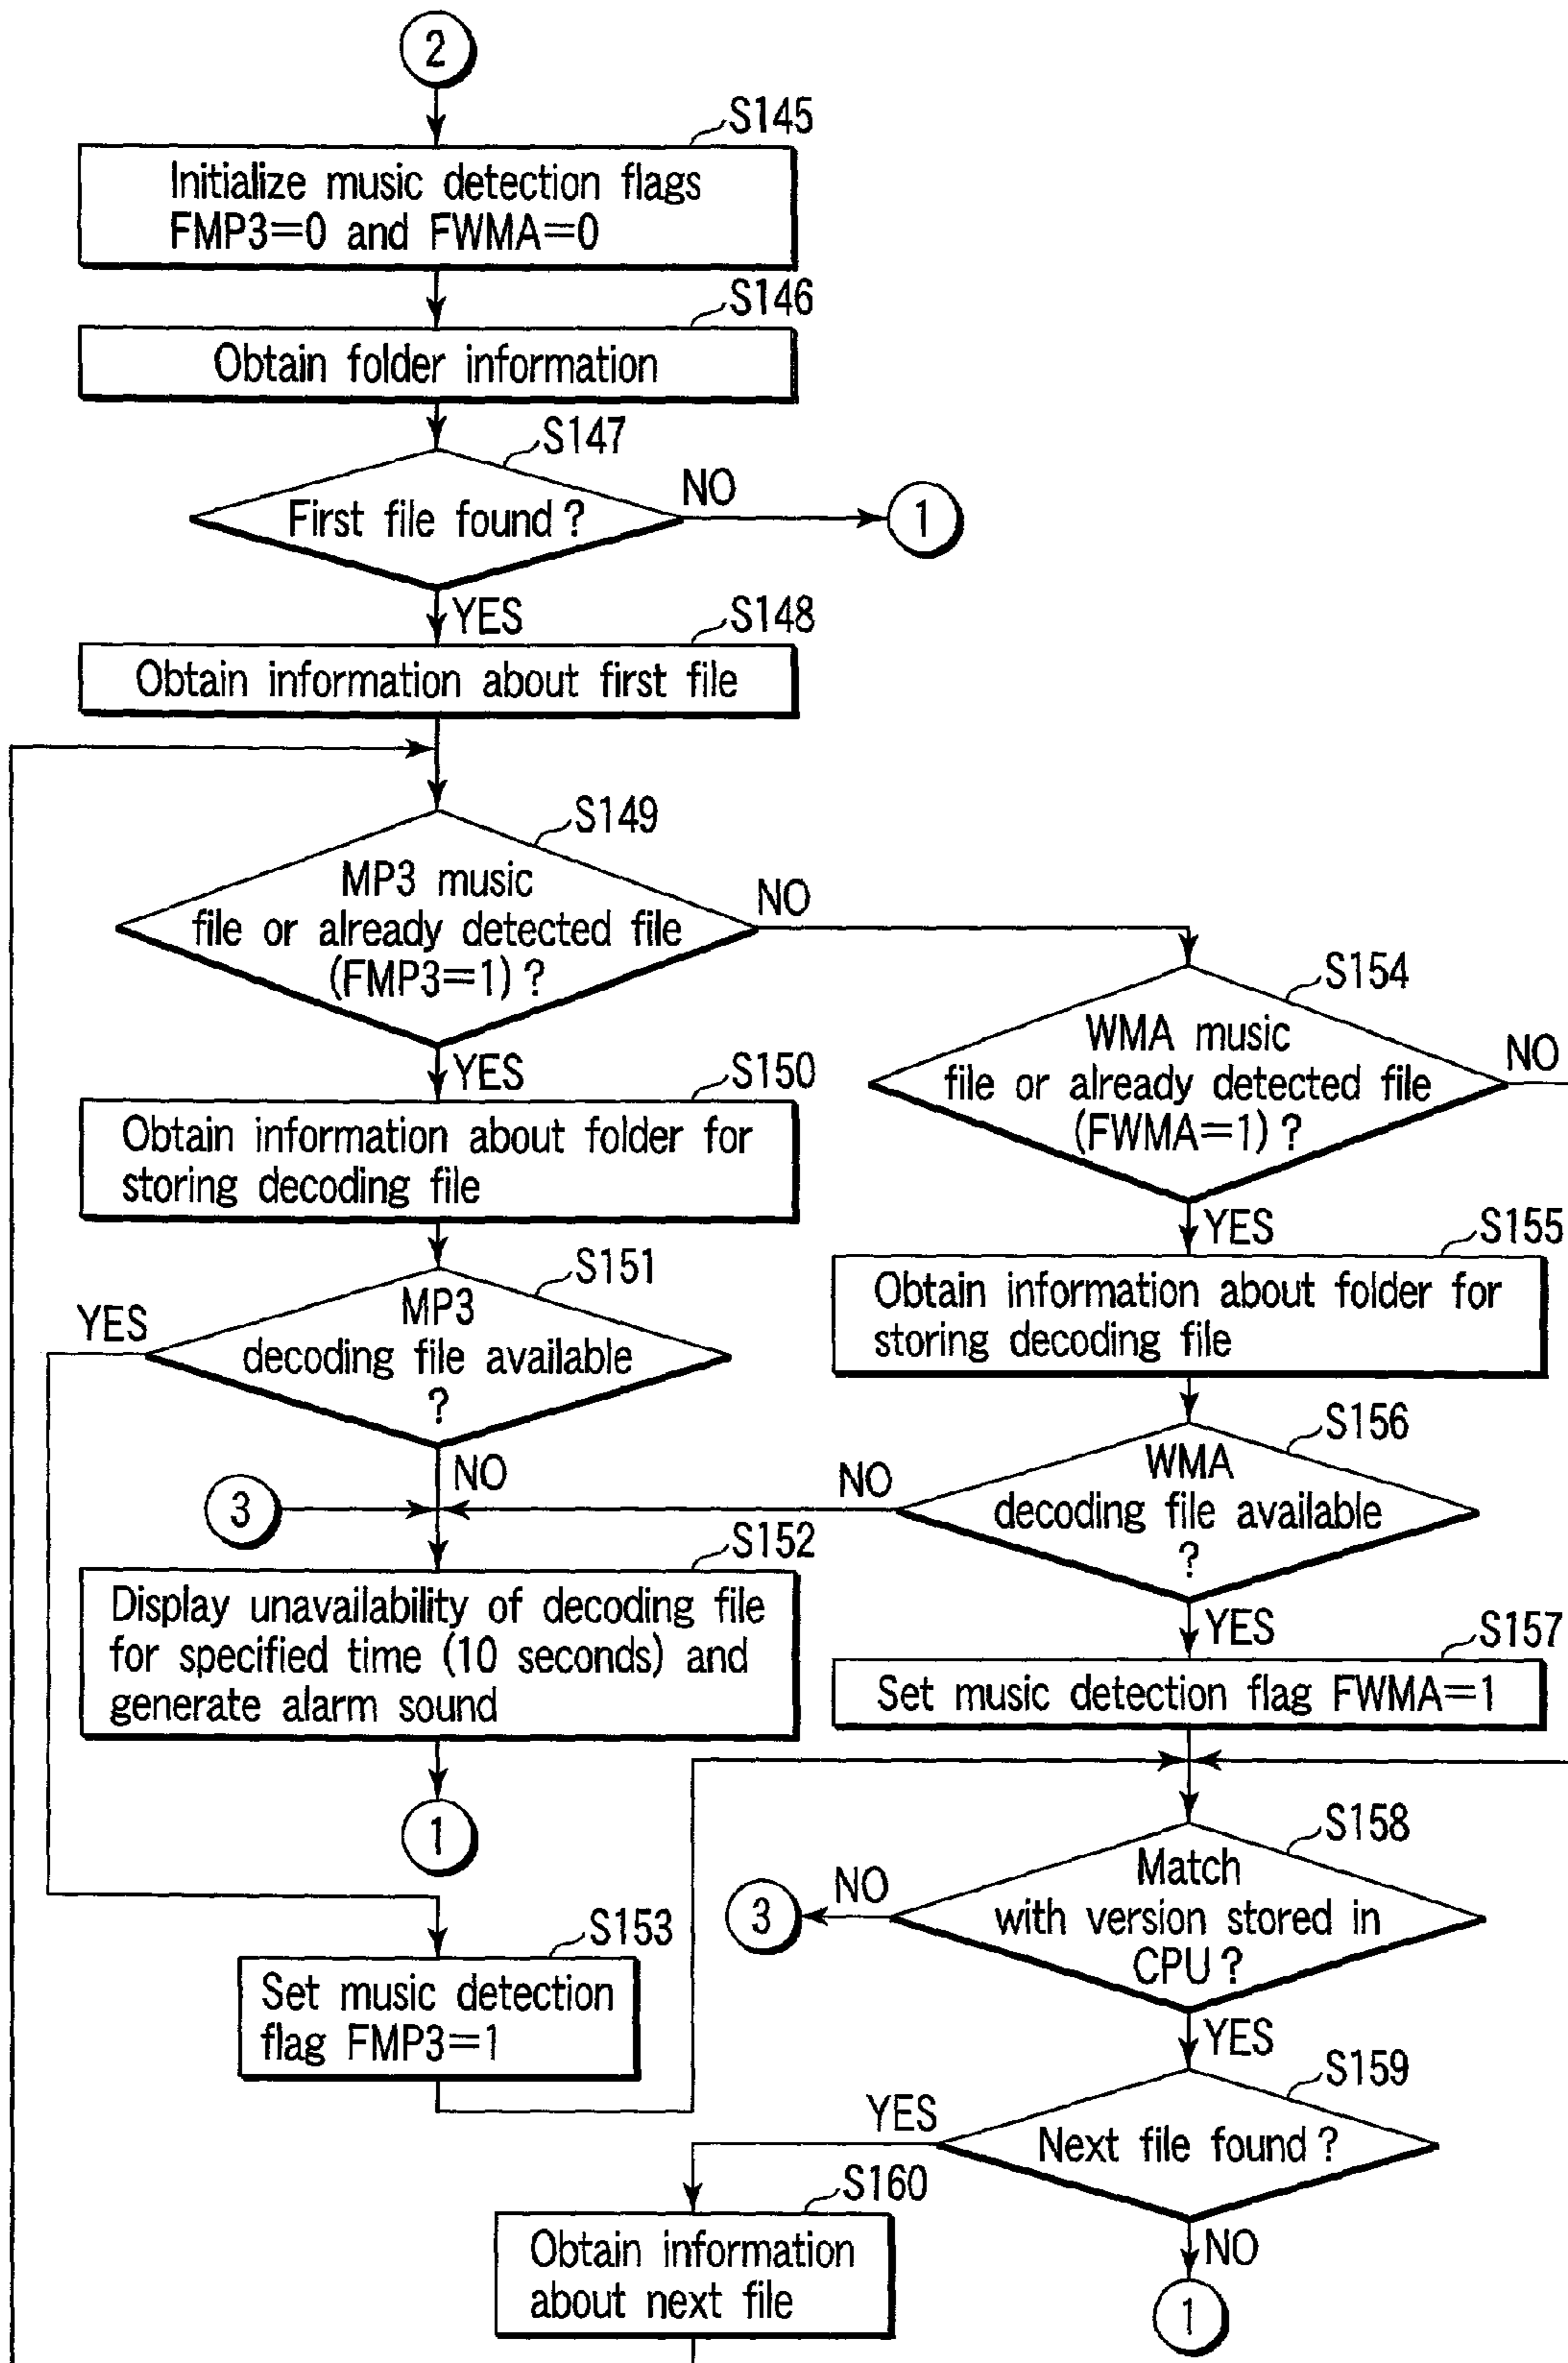 2
S145
Initialize music detection flags
FMP3=0 and FWMA=0
S146
Obtain folder information
S147
First file found ?
NO
1
YES
S148
Obtain information about first file
S149
MP3 music
file or already detected file
(FMP3=1) ?
NO
YES
S154
WMA music
file or already detected file
(FWMA=1) ?
NO
YES
S150
Obtain information about folder for
storing decoding file
S151
MP3
decoding file available
?
YES
NO
S155
Obtain information about folder for
storing decoding file
S156
WMA
decoding file available
?
NO
YES
3
S152
Display unavailability of decoding file
for specified time (10 seconds) and
generate alarm sound
1
S157
Set music detection flag FWMA=1
S158
Match
with version stored in
CPU ?
NO
3
YES
S153
Set music detection
flag FMP3=1
S159
Next file found ?
YES
NO
1
S160
Obtain information
about next file